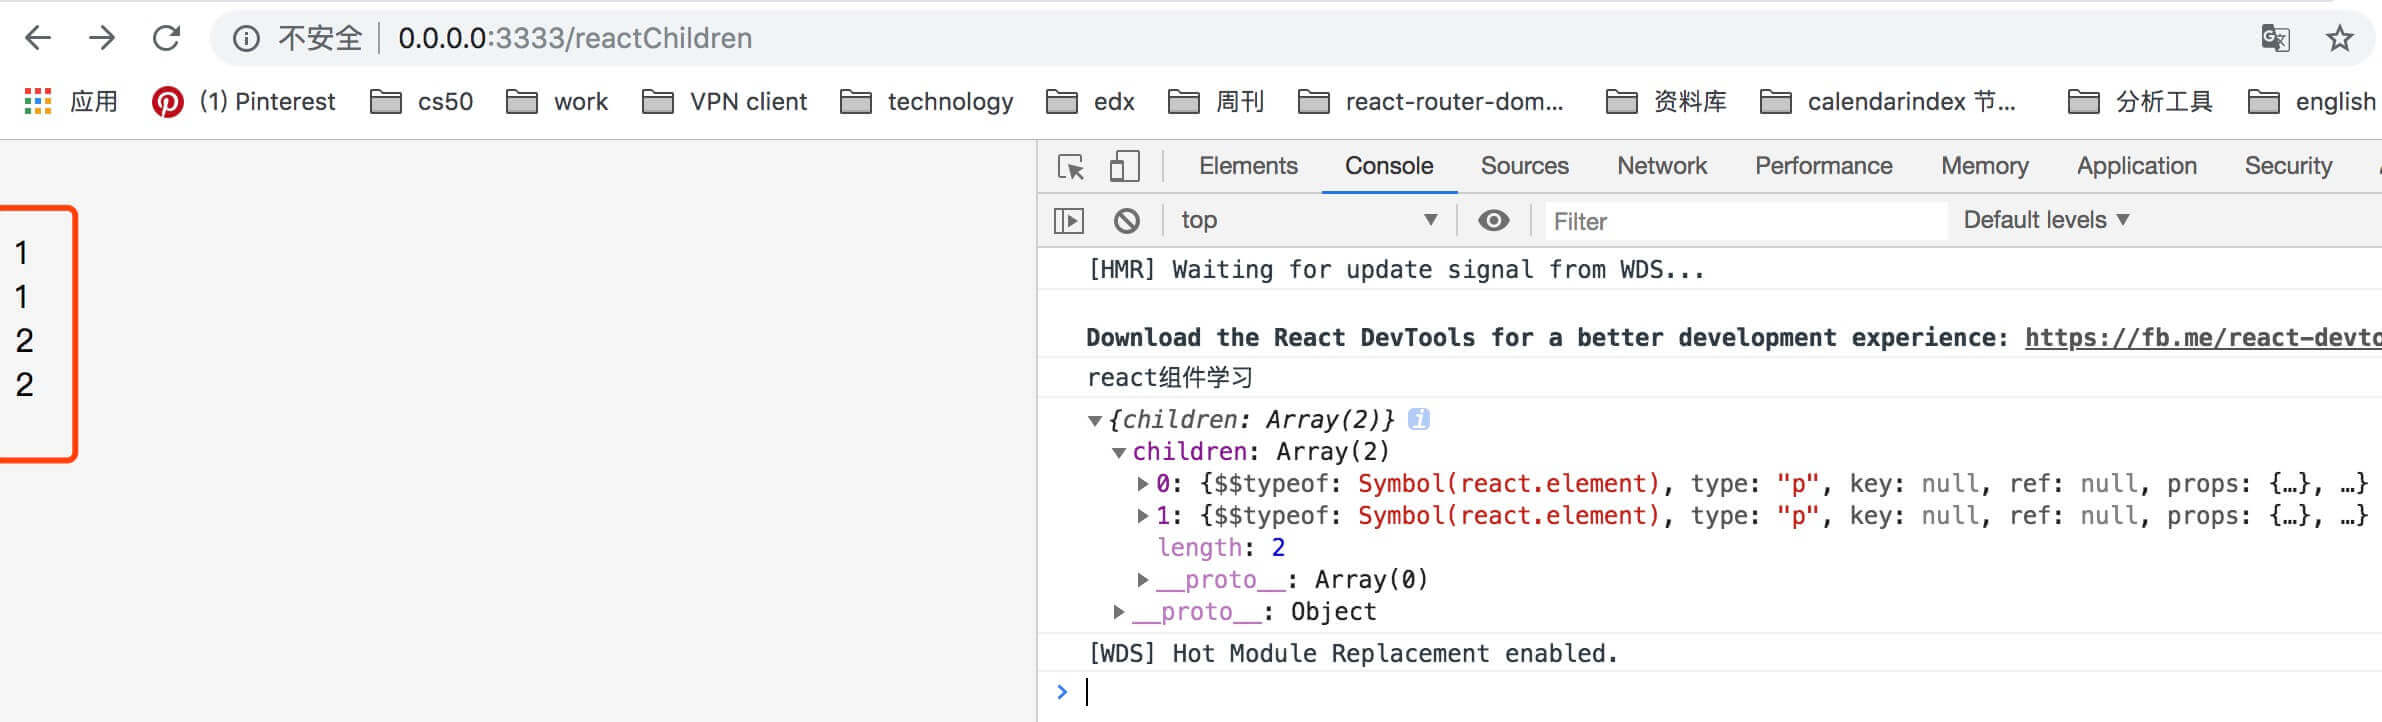 不安全 0.0.0.0:3333/reactChildren
应用 (1) Pinterest cs50 work VPN client technology edx 周刊 react-router-dom... 资料库 calendarindex 节... 分析工具 english
Elements Console Sources Network Performance Memory Application Security
top Filter Default levels ▼
1
1
2
2
[HMR] Waiting for update signal from WDS...
Download the React DevTools for a better development experience: https://fb.me/react-devto
react组件学习
▼{children: Array(2)} i
▼children: Array(2)
▶0: {$$typeof: Symbol(react.element), type: "p", key: null, ref: null, props: {…}, …}
▶1: {$$typeof: Symbol(react.element), type: "p", key: null, ref: null, props: {…}, …}
length: 2
▶__proto__: Array(0)
▶__proto__: Object
[WDS] Hot Module Replacement enabled.